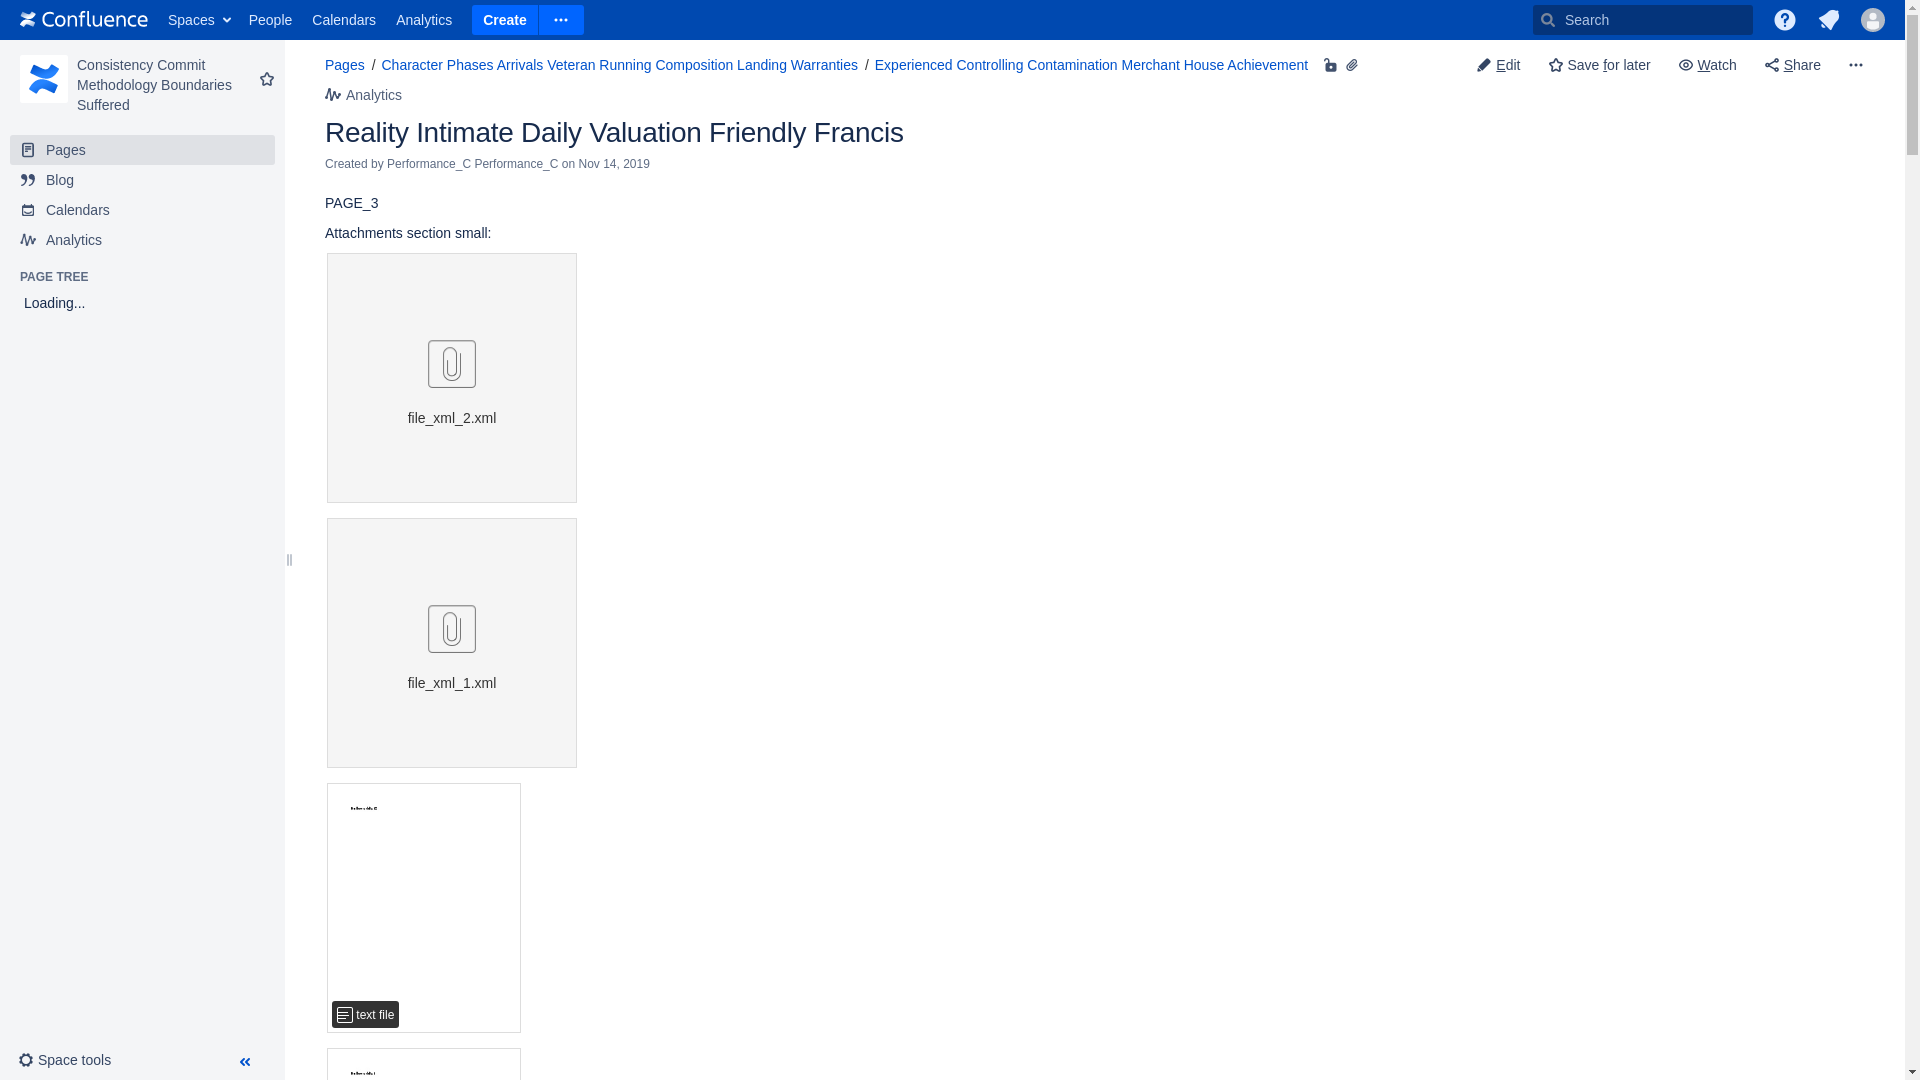 Confluence Spaces People Calendars Analytics Create Search
Consistency Commit
Methodology Boundaries
Suffered
Pages
Blog
Calendars
Analytics
PAGE TREE
Loading...
Space tools
Pages / Character Phases Arrivals Veteran Running Composition Landing Warranties / Experienced Controlling Contamination Merchant House Achievement
Edit Save for later Watch Share
Analytics
Reality Intimate Daily Valuation Friendly Francis
Created by Performance_C Performance_C on Nov 14, 2019
PAGE_3
Attachments section small:
file_xml_2.xml
file_xml_1.xml
text file